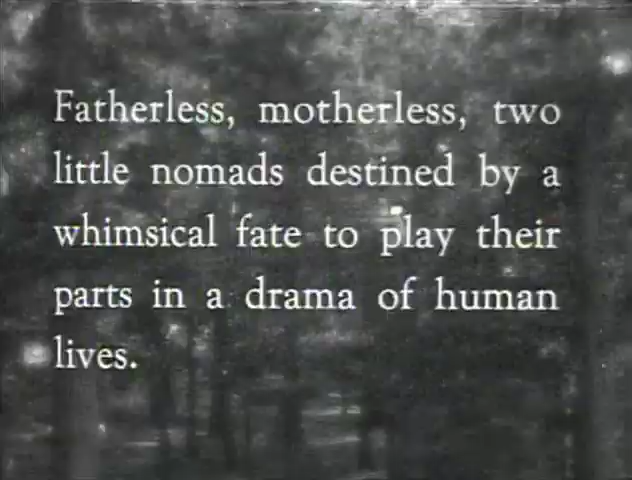 Fatherless, motherless, two
little nomads destined by a
whimsical fate to play their
parts in a drama of human
lives.